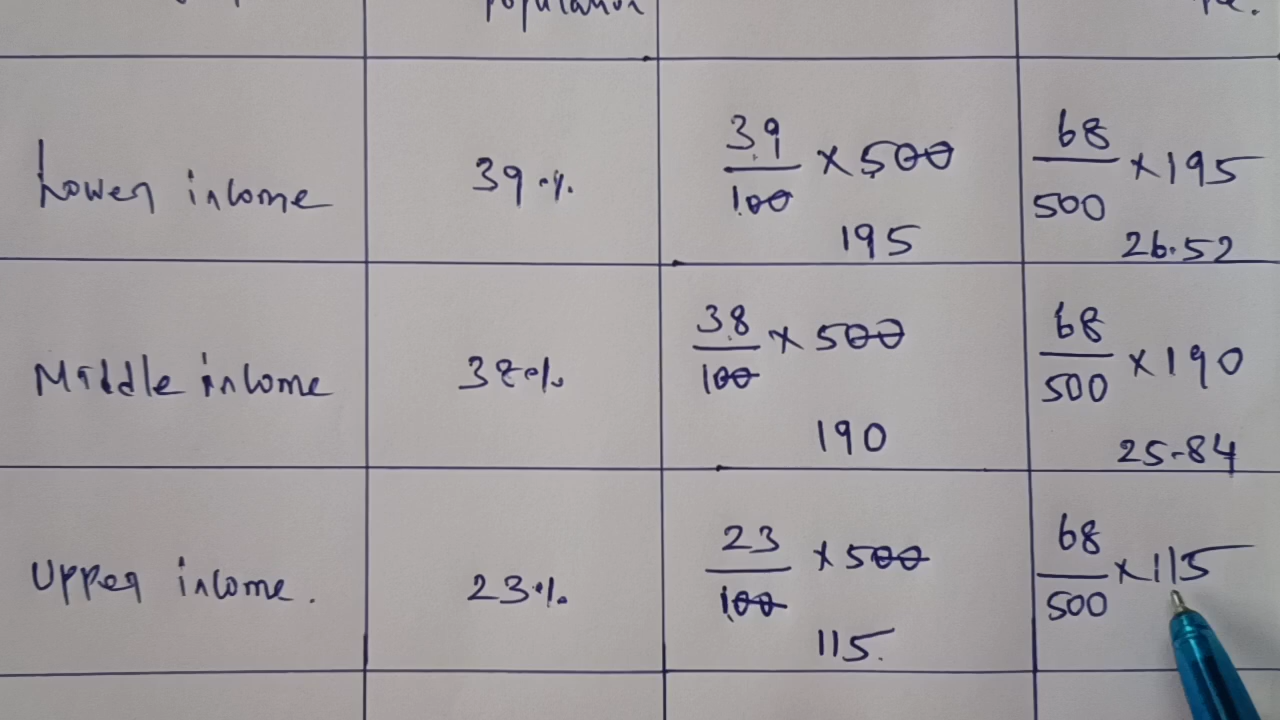 population
Lower income 39% 39/100 × 500 68/500 × 195
195 26.52
Middle income 38% 38/100 × 500 68/500 × 190
190 25.84
Upper income. 23% 23/100 × 500 68/500 × 115
115.